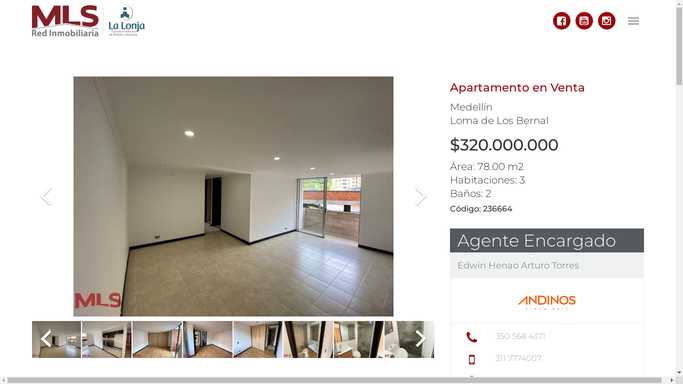 MLS
Red Inmobiliaria
La Lonja
Apartamento en Venta
Medellín
Loma de Los Bernal
$320.000.000
Área: 78.00 m2
Habitaciones: 3
Baños: 2
Código: 236664
MLS
Agente Encargado
Edwin Henao Arturo Torres
ANDINOS
350 568 4371
311 7774007